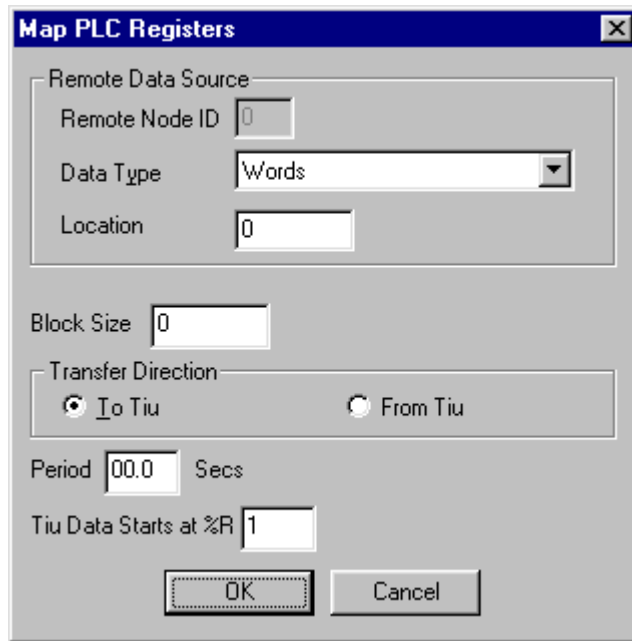 Map PLC Registers
Remote Data Source
Remote Node ID 0
Data Type Words
Location 0
Block Size 0
Transfer Direction
To Tiu From Tiu
Period 00.0 Secs
Tiu Data Starts at %R 1
OK Cancel